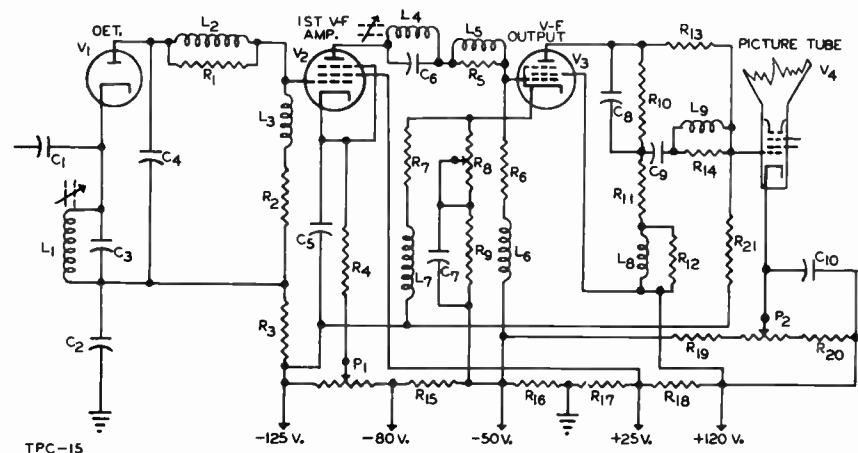 DET.
V1
L2
R1
1ST V-F
AMP.
V2
L4
C6
L5
R5
V-F
OUTPUT
V3
R13
PICTURE TUBE
V4
C8
R10
L9
C9
R14
C1
C4
L3
R2
R7
R8
R6
R11
L1
C3
C5
R4
L7
C7
R9
L6
L8
R12
R21
C10
C2
R3
P1
R15
R16
R17
R18
R19
P2
R20
-125 V.
-80 V.
-50 V.
+25 V.
+120 V.
TPC-15